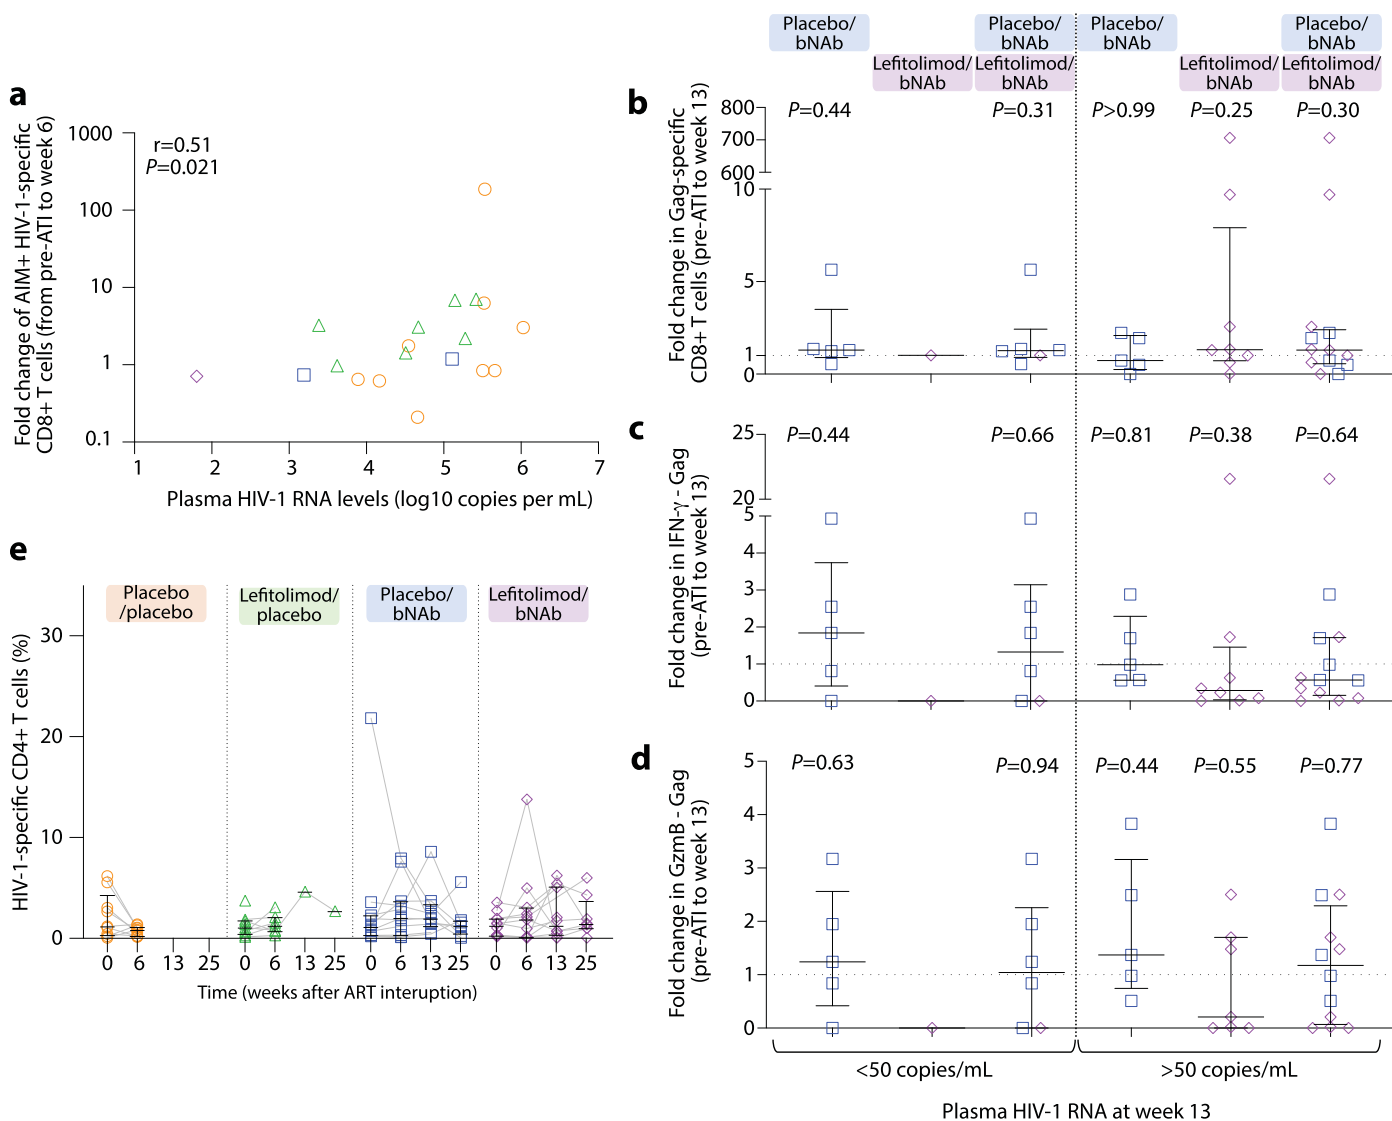 a
Fold change of AIM+ HIV-1-specific
CD8+ T cells (from pre-ATI to week 6)
1000
100
10
1
0.1
r=0.51
P=0.021
1 2 3 4 5 6 7
Plasma HIV-1 RNA levels (log10 copies per mL)
Placebo/
bNAb
Lefitolimod/
bNAb
Placebo/
bNAb
Lefitolimod/
bNAb
Placebo/
bNAb
Lefitolimod/
bNAb
Placebo/
bNAb
Lefitolimod/
bNAb
b
Fold change in Gag-specific
CD8+ T cells (pre-ATI to week 13)
800
700
600
10
5
1
0
P=0.44 P=0.31 P>0.99 P=0.25 P=0.30
c
Fold change in IFN-γ - Gag
(pre-ATI to week 13)
25
20
5
4
3
2
1
0
P=0.44 P=0.66 P=0.81 P=0.38 P=0.64
d
Fold change in GzmB - Gag
(pre-ATI to week 13)
5
4
3
2
1
0
P=0.63 P=0.94 P=0.44 P=0.55 P=0.77
<50 copies/mL >50 copies/mL
Plasma HIV-1 RNA at week 13
e
HIV-1-specific CD4+ T cells (%)
30
20
10
0
Placebo
/placebo
Lefitolimod/
placebo
Placebo/
bNAb
Lefitolimod/
bNAb
0 6 13 25 0 6 13 25 0 6 13 25 0 6 13 25
Time (weeks after ART interuption)